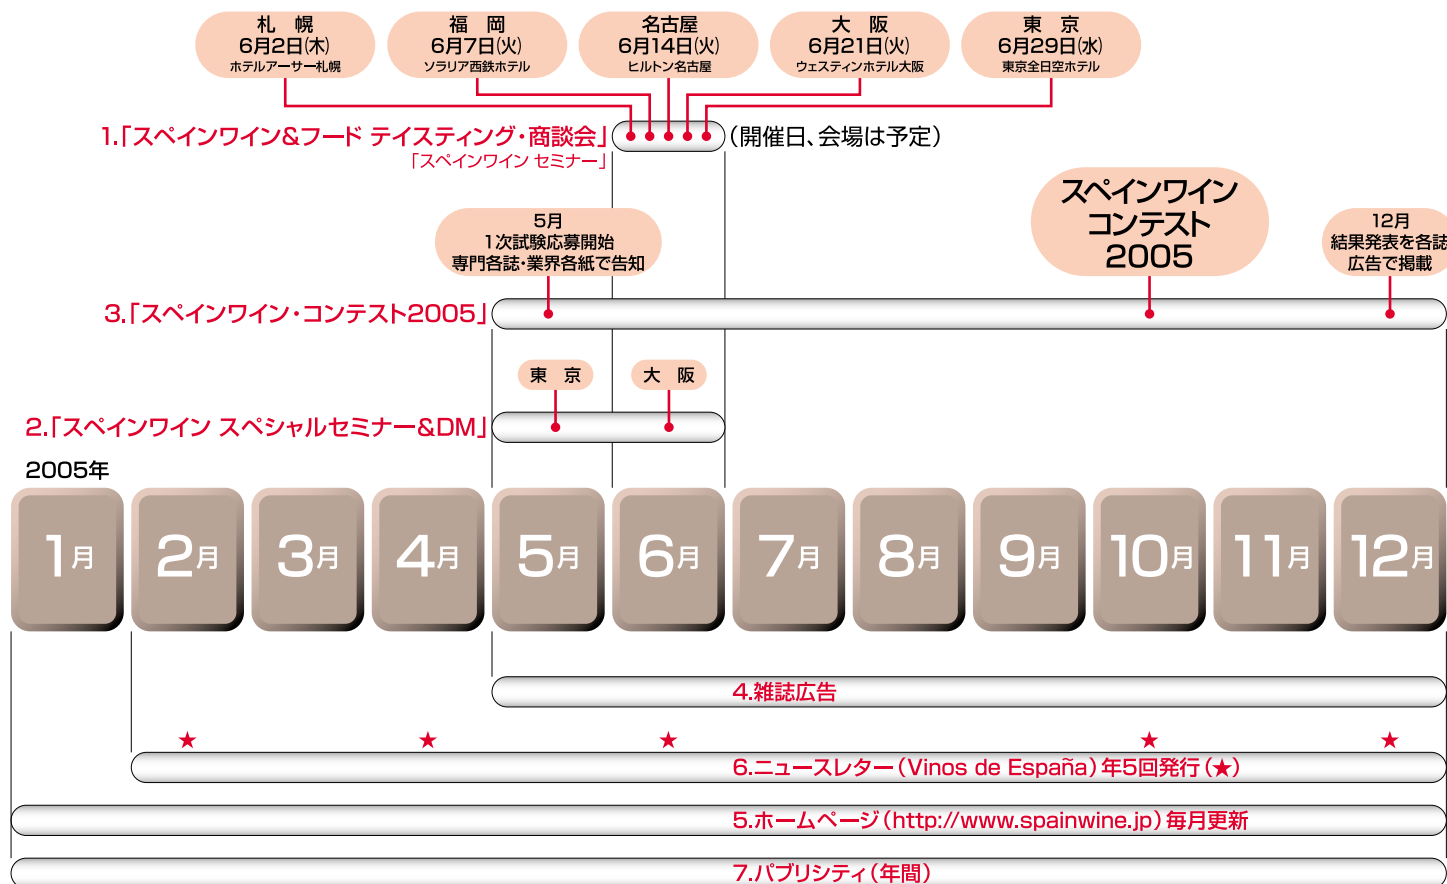 札　幌
6月2日(木)
ホテルアーサー札幌
福　岡
6月7日(火)
ソラリア西鉄ホテル
名古屋
6月14日(火)
ヒルトン名古屋
大　阪
6月21日(火)
ウェスティンホテル大阪
東　京
6月29日(水)
東京全日空ホテル
1.「スペインワイン&フード テイスティング・商談会」
（開催日、会場は予定）
「スペインワイン セミナー」
5月
1次試験応募開始
専門各誌・業界各紙で告知
スペインワイン
コンテスト
2005
12月
結果発表を各誌
広告で掲載
3.「スペインワイン・コンテスト2005」
東　京
大　阪
2.「スペインワイン スペシャルセミナー&DM」
2005年
1月
2月
3月
4月
5月
6月
7月
8月
9月
10月
11月
12月
4.雑誌広告
★ ★ ★ ★ ★
6.ニュースレター（Vinos de España）年5回発行（★）
5.ホームページ（http://www.spainwine.jp）毎月更新
7.パブリシティ（年間）